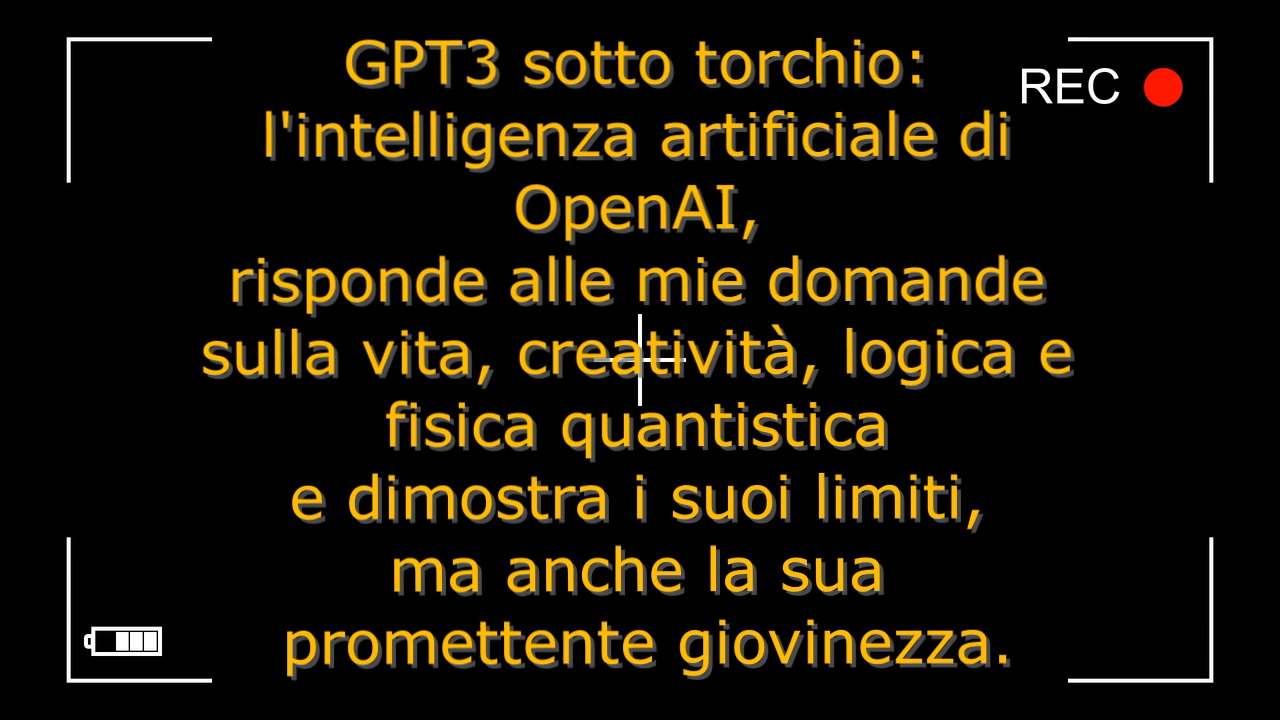 GPT3 sotto torchio:
REC
l'intelligenza artificiale di
OpenAI,
risponde alle mie domande
sulla vita, creatività, logica e
fisica quantistica
e dimostra i suoi limiti,
ma anche la sua
promettente giovinezza.